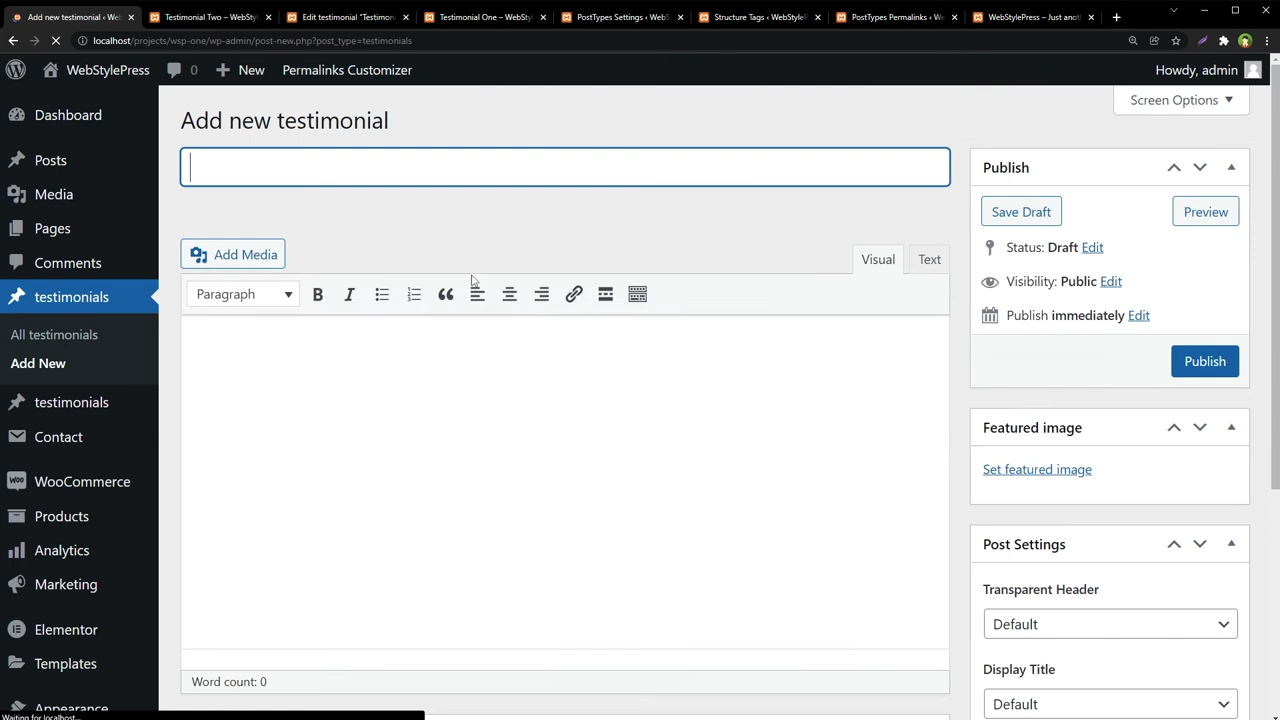 Add new testimonial ‹ Web
Testimonial Two – WebSty
Edit testimonial "Testimon
Testimonial One – WebSty
PostTypes Settings ‹ WebS
Structure Tags ‹ WebStyleP
PostTypes Permalinks ‹ W
WebStylePress – Just anot
localhost/projects/wsp-one/wp-admin/post-new.php?post_type=testimonials
WebStylePress
0
New
Permalinks Customizer
Howdy, admin
Dashboard
Posts
Media
Pages
Comments
testimonials
All testimonials
Add New
testimonials
Contact
WooCommerce
Products
Analytics
Marketing
Elementor
Templates
Appearance
Screen Options
Add new testimonial
Add Media
Visual
Text
Paragraph
Word count: 0
Publish
Save Draft
Preview
Status: Draft Edit
Visibility: Public Edit
Publish immediately Edit
Publish
Featured image
Set featured image
Post Settings
Transparent Header
Default
Display Title
Default
Waiting for localhost...